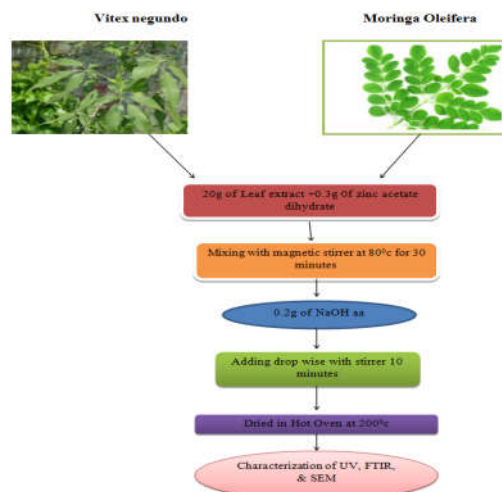 Vitex negundo
Moringa Oleifera
20g of Leaf extract +0.3g 0f zinc acetate
dihydrate
Mixing with magnetic stirrer at 80⁰c for 30
minutes
0.2g of NaOH aa
Adding drop wise with stirrer 10
minutes
Dried in Hot Oven at 200⁰c
Characterization of UV, FTIR,
& SEM